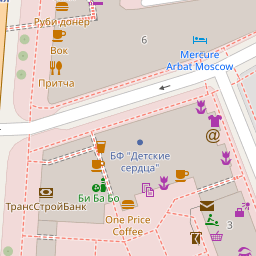 Руби донер
6
Вок
Mercure
Arbat Moscow
Притча
БФ "Детские
сердца"
Би Ба Бо
ТрансСтройБанк
One Price
Coffee
3